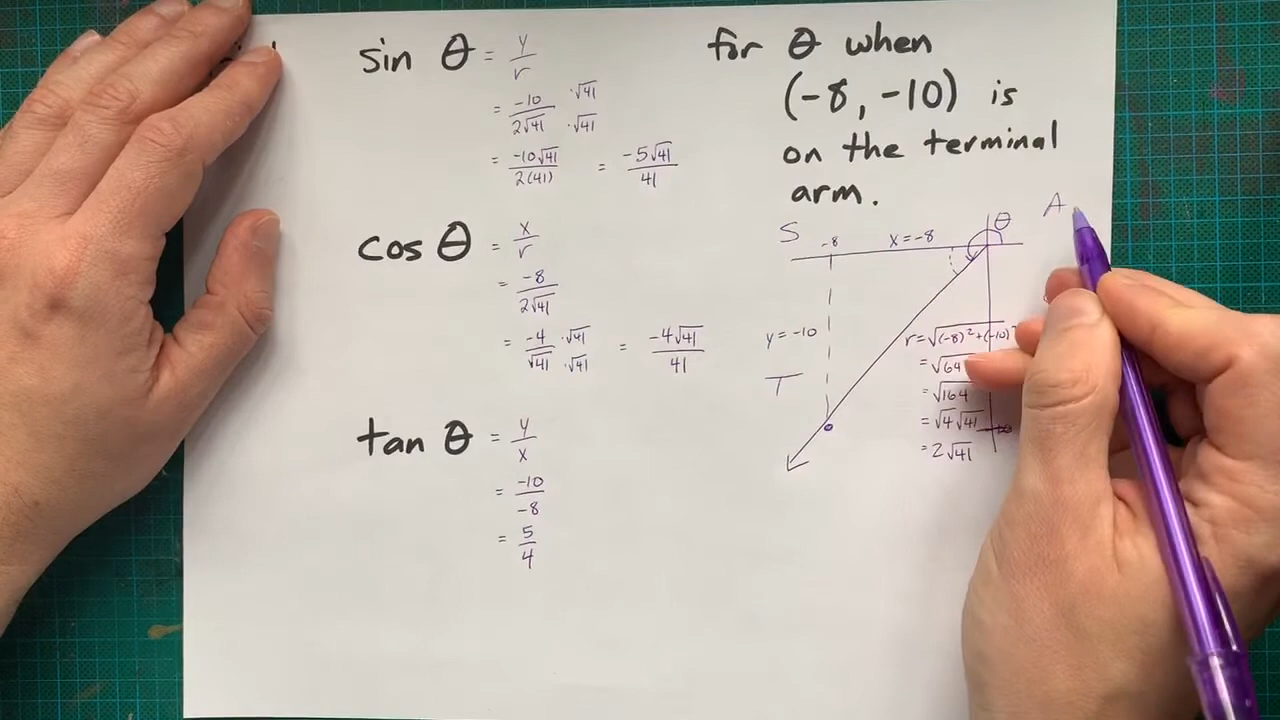 sin θ = y/r
= -10/2√41 ·√41/·√41
= -10√41/2(41) = -5√41/41
cos θ = x/r
= -8/2√41
= -4/√41 ·√41/·√41 = -4√41/41
tan θ = y/x
= -10/-8
= 5/4
for θ when
(-8, -10) is
on the terminal
arm.
S
A
θ
-8
x=-8
y=-10
T
r=√(-8)²+(-10)²
=√64
=√164
=√4√41
=2√41